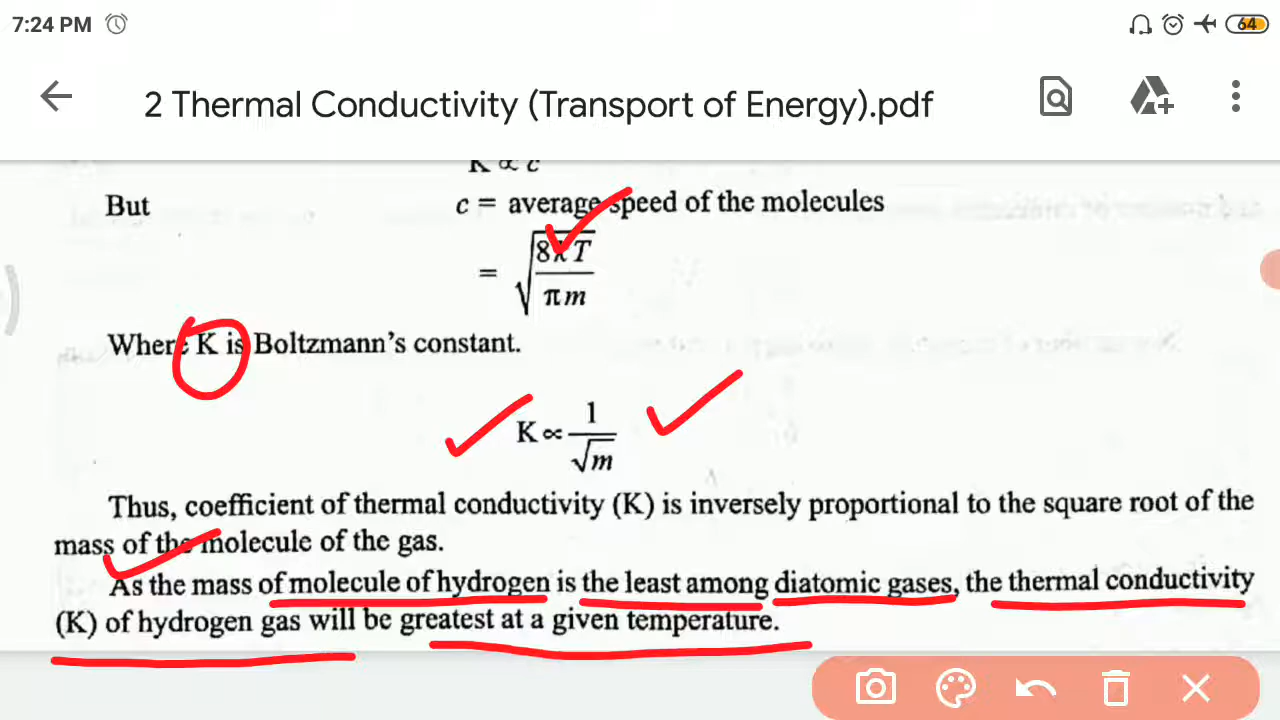 7:24 PM 64
2 Thermal Conductivity (Transport of Energy).pdf
K ∝ c
But c = average speed of the molecules
= √(8kT/πm)
Where K is Boltzmann's constant.
K ∝ 1/√m
Thus, coefficient of thermal conductivity (K) is inversely proportional to the square root of the
mass of the molecule of the gas.
As the mass of molecule of hydrogen is the least among diatomic gases, the thermal conductivity
(K) of hydrogen gas will be greatest at a given temperature.